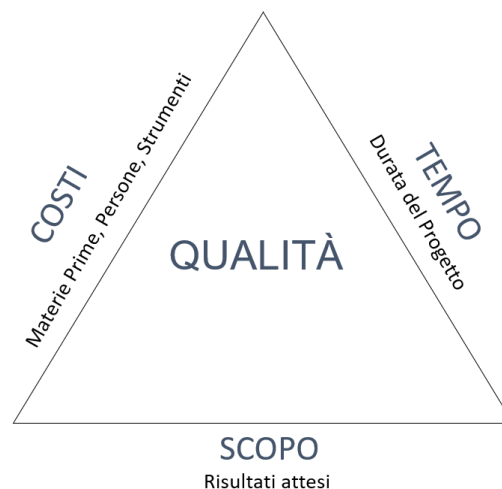 COSTI
Materie Prime, Persone, Strumenti
TEMPO
Durata del Progetto
QUALITÀ
SCOPO
Risultati attesi